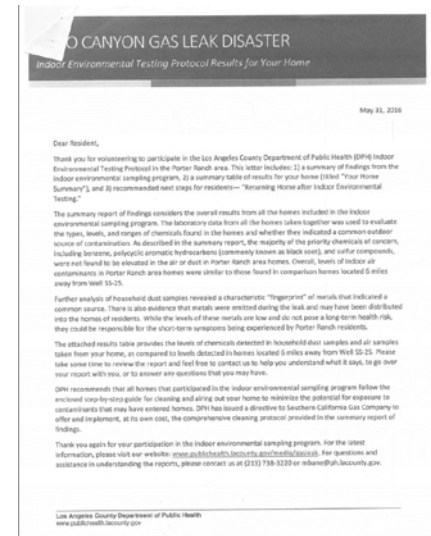 O CANYON GAS LEAK DISASTER
Indoor Environmental Testing Protocol Results for Your Home
May 31, 2016
Dear Resident,
Thank you for volunteering to participate in the Los Angeles County Department of Public Health (DPH) Indoor
Environmental Testing Protocol in the Porter Ranch area. This letter includes: 1) a summary of findings from the
indoor environmental sampling program, 2) a summary table of results for your home (titled "Your Home
Summary"), and 3) recommended next steps for residents— "Returning Home after Indoor Environmental
Testing."
The summary report of findings considers the overall results from all the homes included in the indoor
environmental sampling program. The laboratory data from all the homes taken together was used to evaluate
the types, levels, and ranges of chemicals found in the homes and whether they indicated a common outdoor
source of contamination. As described in the summary report, the majority of the priority chemicals of concern,
including benzene, polycyclic aromatic hydrocarbons (commonly known as black soot), and sulfur compounds,
were not found to be elevated in the air or dust in Porter Ranch area homes. Overall, levels of indoor air
contaminants in Porter Ranch area homes were similar to those found in comparison homes located 6 miles
away from Well SS-25.
Further analysis of household dust samples revealed a characteristic "fingerprint" of metals that indicated a
common source. There is also evidence that metals were emitted during the leak and may have been distributed
into the homes of residents. While the levels of these metals are low and do not pose a long-term health risk,
they could be responsible for the short-term symptoms being experienced by Porter Ranch residents.
The attached results table provides the levels of chemicals detected in household dust samples and air samples
taken from your home, as compared to levels detected in homes located 6 miles away from Well SS-25. Please
take some time to review the report and feel free to contact us to help you understand what it says, to go over
your report with you, or to answer any questions that you may have.
DPH recommends that all homes that participated in the indoor environmental sampling program follow the
enclosed step-by-step guide for cleaning and airing out your home to minimize the potential for exposure to
contaminants that may have entered homes. DPH has issued a directive to Southern California Gas Company to
offer and implement, at its own cost, the comprehensive cleaning protocol provided in the summary report of
findings.
Thank you again for your participation in the indoor environmental sampling program. For the latest
information, please visit our website: www.publichealth.lacounty.gov/media/gasleak. For questions and
assistance in understanding the reports, please contact us at (213) 738-3220 or mbane@ph.lacounty.gov.
Los Angeles County Department of Public Health
www.publichealth.lacounty.gov